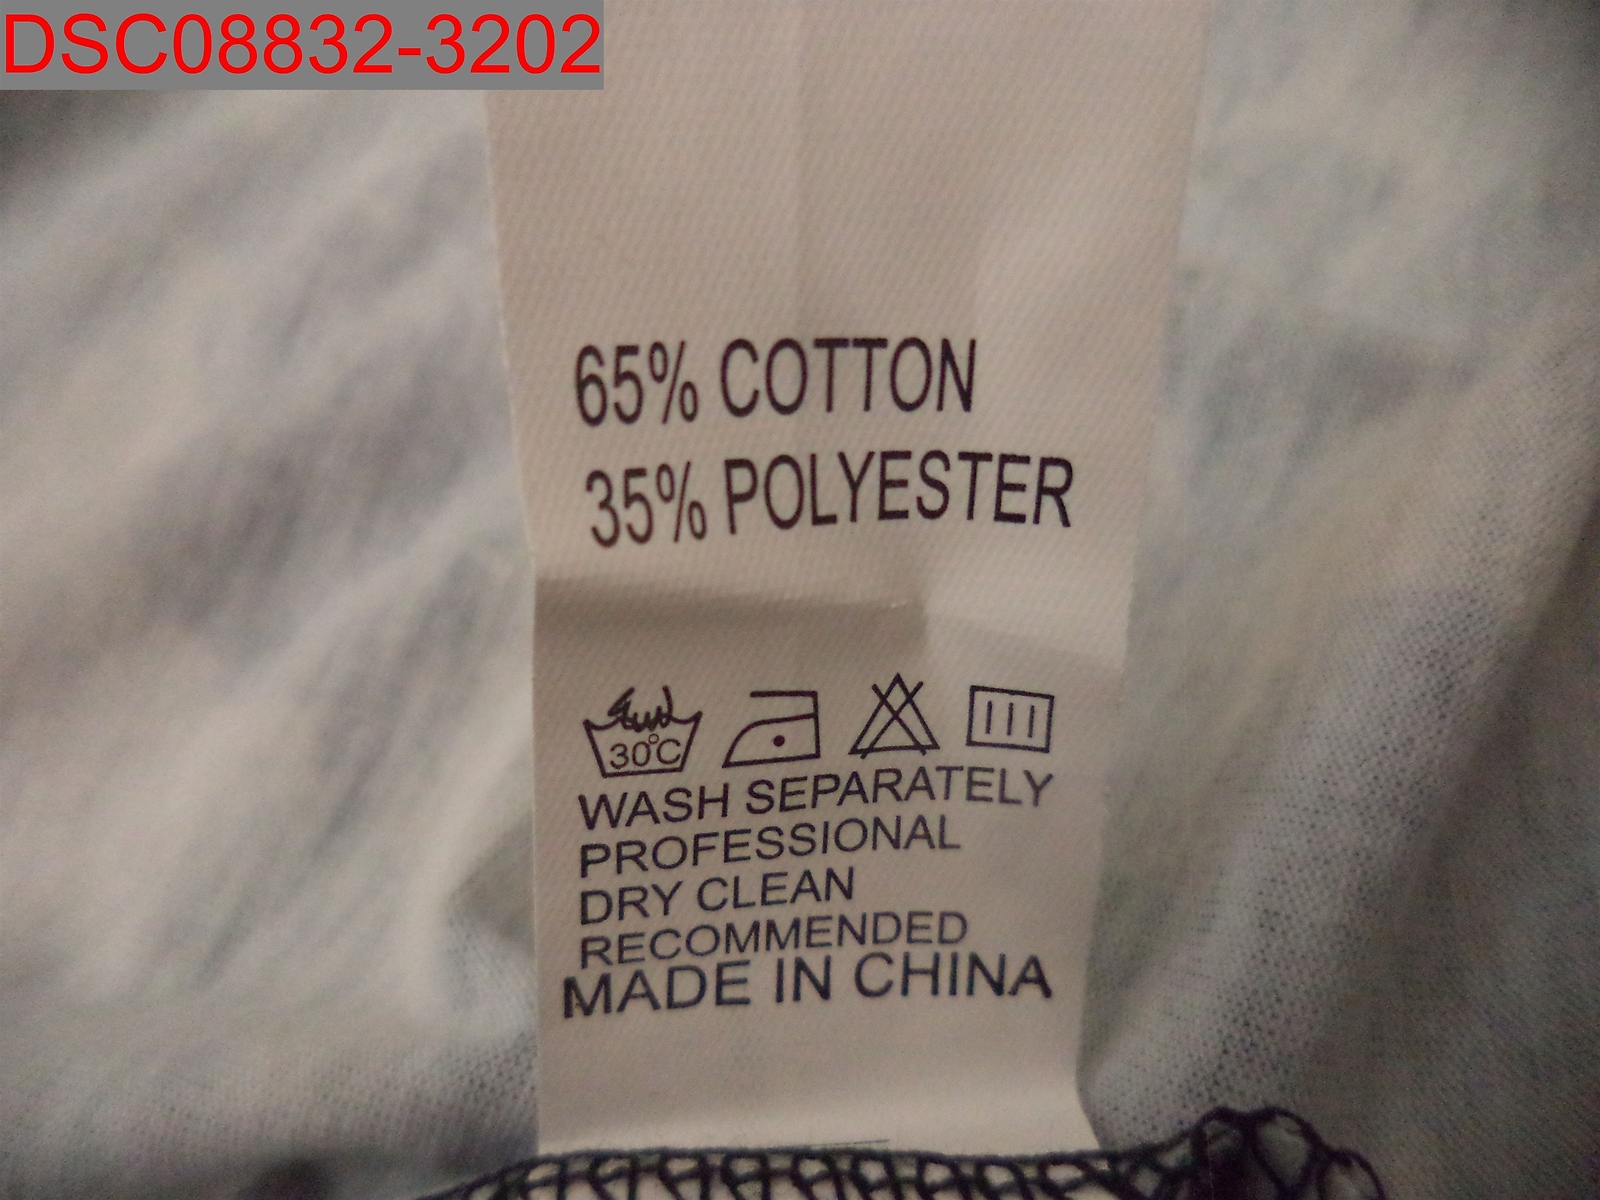 DSC08832-3202
65% COTTON
35% POLYESTER
30°C
WASH SEPARATELY
PROFESSIONAL
DRY CLEAN
RECOMMENDED
MADE IN CHINA